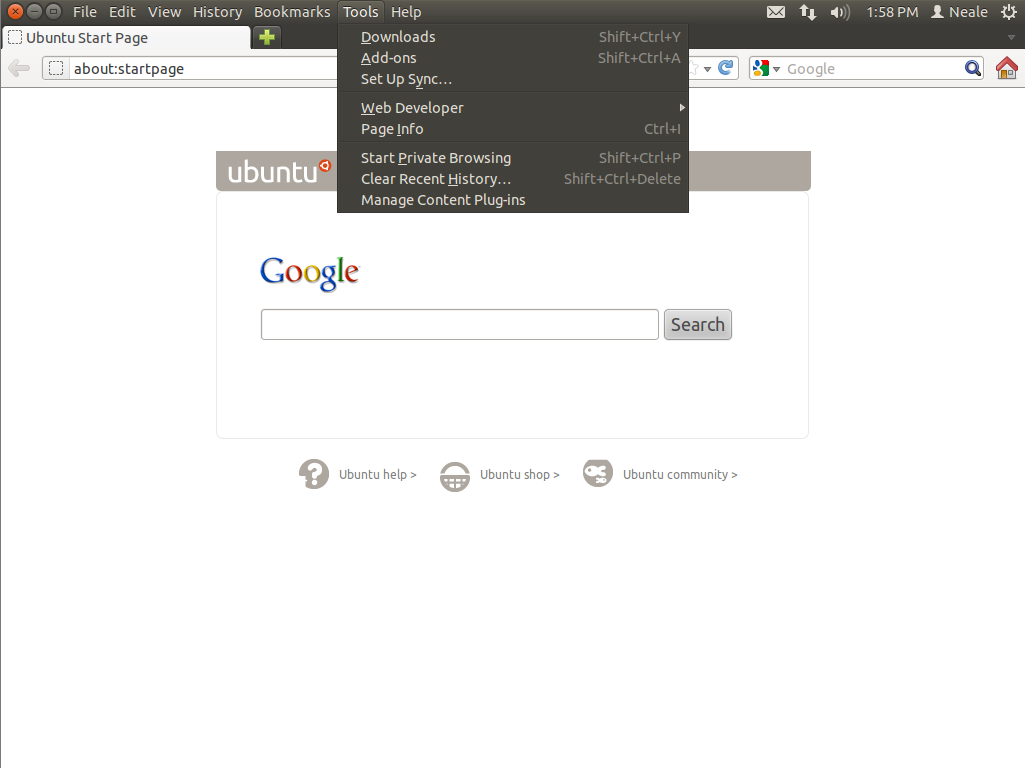 File Edit View History Bookmarks Tools Help 1:58 PM Neale
Ubuntu Start Page
about:startpage
Google
Downloads Shift+Ctrl+Y
Add-ons Shift+Ctrl+A
Set Up Sync...
Web Developer
Page Info Ctrl+I
Start Private Browsing Shift+Ctrl+P
Clear Recent History... Shift+Ctrl+Delete
Manage Content Plug-ins
ubuntu
Google
Search
Ubuntu help >
Ubuntu shop >
Ubuntu community >